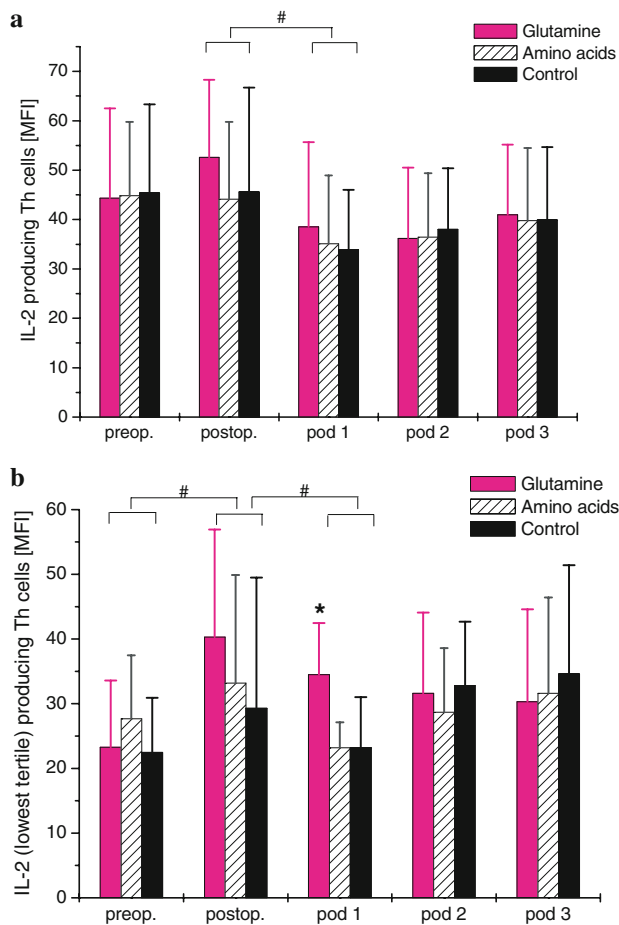 a
#
Glutamine
Amino acids
Control
IL-2 producing Th cells [MFI]
70
60
50
40
30
20
10
0
preop. postop. pod 1 pod 2 pod 3
b
#
#
Glutamine
Amino acids
Control
*
IL-2 (lowest tertile) producing Th cells [MFI]
60
50
40
30
20
10
0
preop. postop. pod 1 pod 2 pod 3